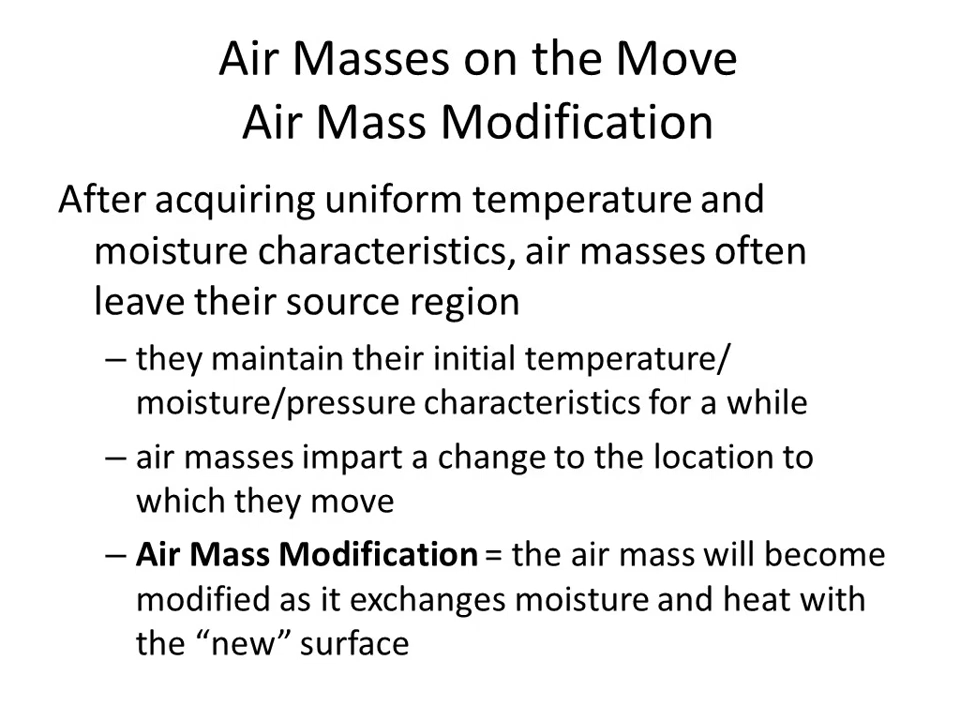 Air Masses on the Move
Air Mass Modification
After acquiring uniform temperature and
moisture characteristics, air masses often
leave their source region
– they maintain their initial temperature/
moisture/pressure characteristics for a while
– air masses impart a change to the location to
which they move
– Air Mass Modification = the air mass will become
modified as it exchanges moisture and heat with
the “new” surface